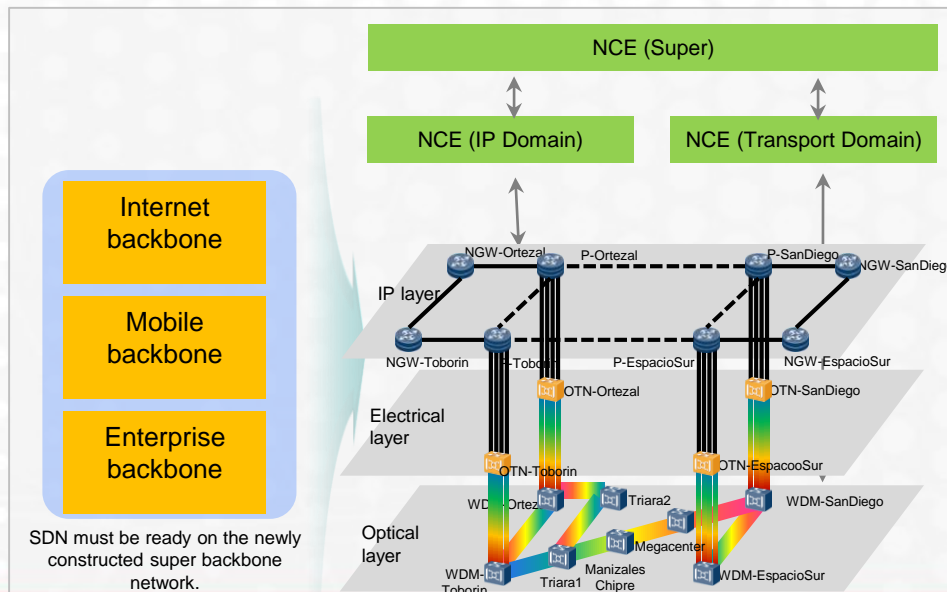 NCE (Super)
NCE (IP Domain)
NCE (Transport Domain)
Internet
backbone
Mobile
backbone
Enterprise
backbone
SDN must be ready on the newly
constructed super backbone
network.
NGW-Ortezal
P-Ortezal
P-SanDiego
NGW-SanDiego
IP layer
NGW-Toborin
P-Toborin
P-EspacioSur
NGW-EspacioSur
OTN-Ortezal
OTN-SanDiego
Electrical
layer
OTN-Toborin
OTN-EspacooSur
WDM-Ortezal
Triara2
WDM-SanDiego
Optical
layer
Megacenter
WDM-
Toborin
Triara1
Manizales
Chipre
WDM-EspacioSur